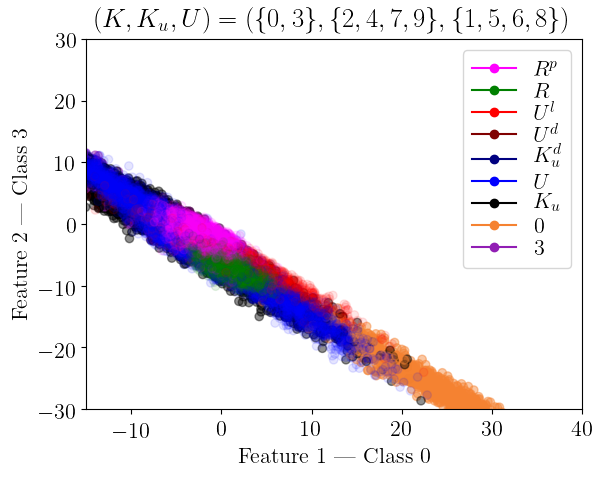 (K, K_u, U) = ({0, 3}, {2, 4, 7, 9}, {1, 5, 6, 8})
30
20
10
0
−10
−20
−30
Feature 2 — Class 3
R^p
R
U^l
U^d
K_u^d
U
K_u
0
3
−10
0
10
20
30
40
Feature 1 — Class 0